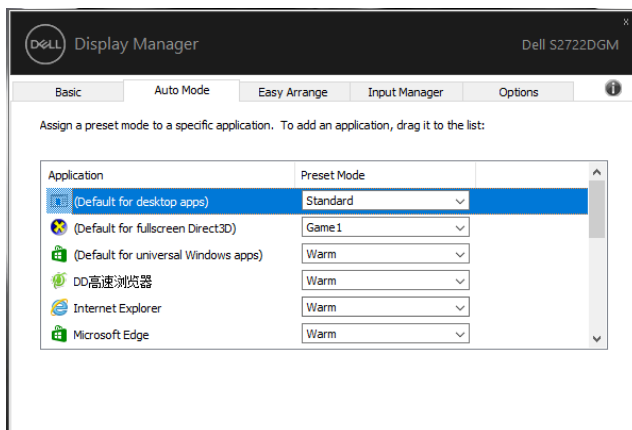 x
DELL Display Manager Dell S2722DGM
Basic Auto Mode Easy Arrange Input Manager Options i
Assign a preset mode to a specific application. To add an application, drag it to the list:
Application Preset Mode
(Default for desktop apps) Standard
(Default for fullscreen Direct3D) Game1
(Default for universal Windows apps) Warm
DD高速浏览器 Warm
Internet Explorer Warm
Microsoft Edge Warm